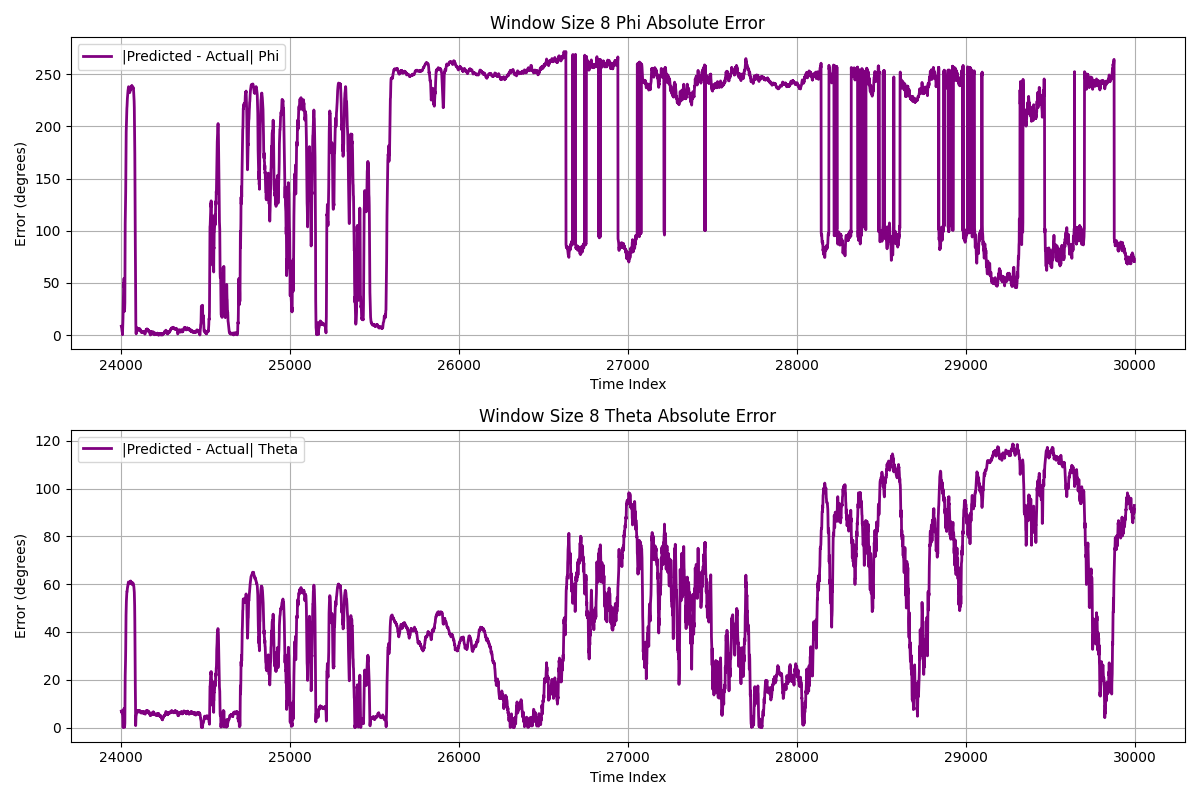 Window Size 8 Phi Absolute Error
|Predicted - Actual| Phi
Error (degrees)
250
200
150
100
50
0
24000 25000 26000 27000 28000 29000 30000
Time Index
Window Size 8 Theta Absolute Error
|Predicted - Actual| Theta
Error (degrees)
120
100
80
60
40
20
0
24000 25000 26000 27000 28000 29000 30000
Time Index